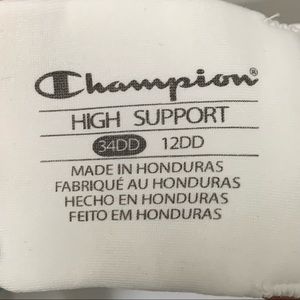 Champion®
HIGH SUPPORT
34DD 12DD
MADE IN HONDURAS
FABRIQUÉ AU HONDURAS
HECHO EN HONDURAS
FEITO EM HONDURAS